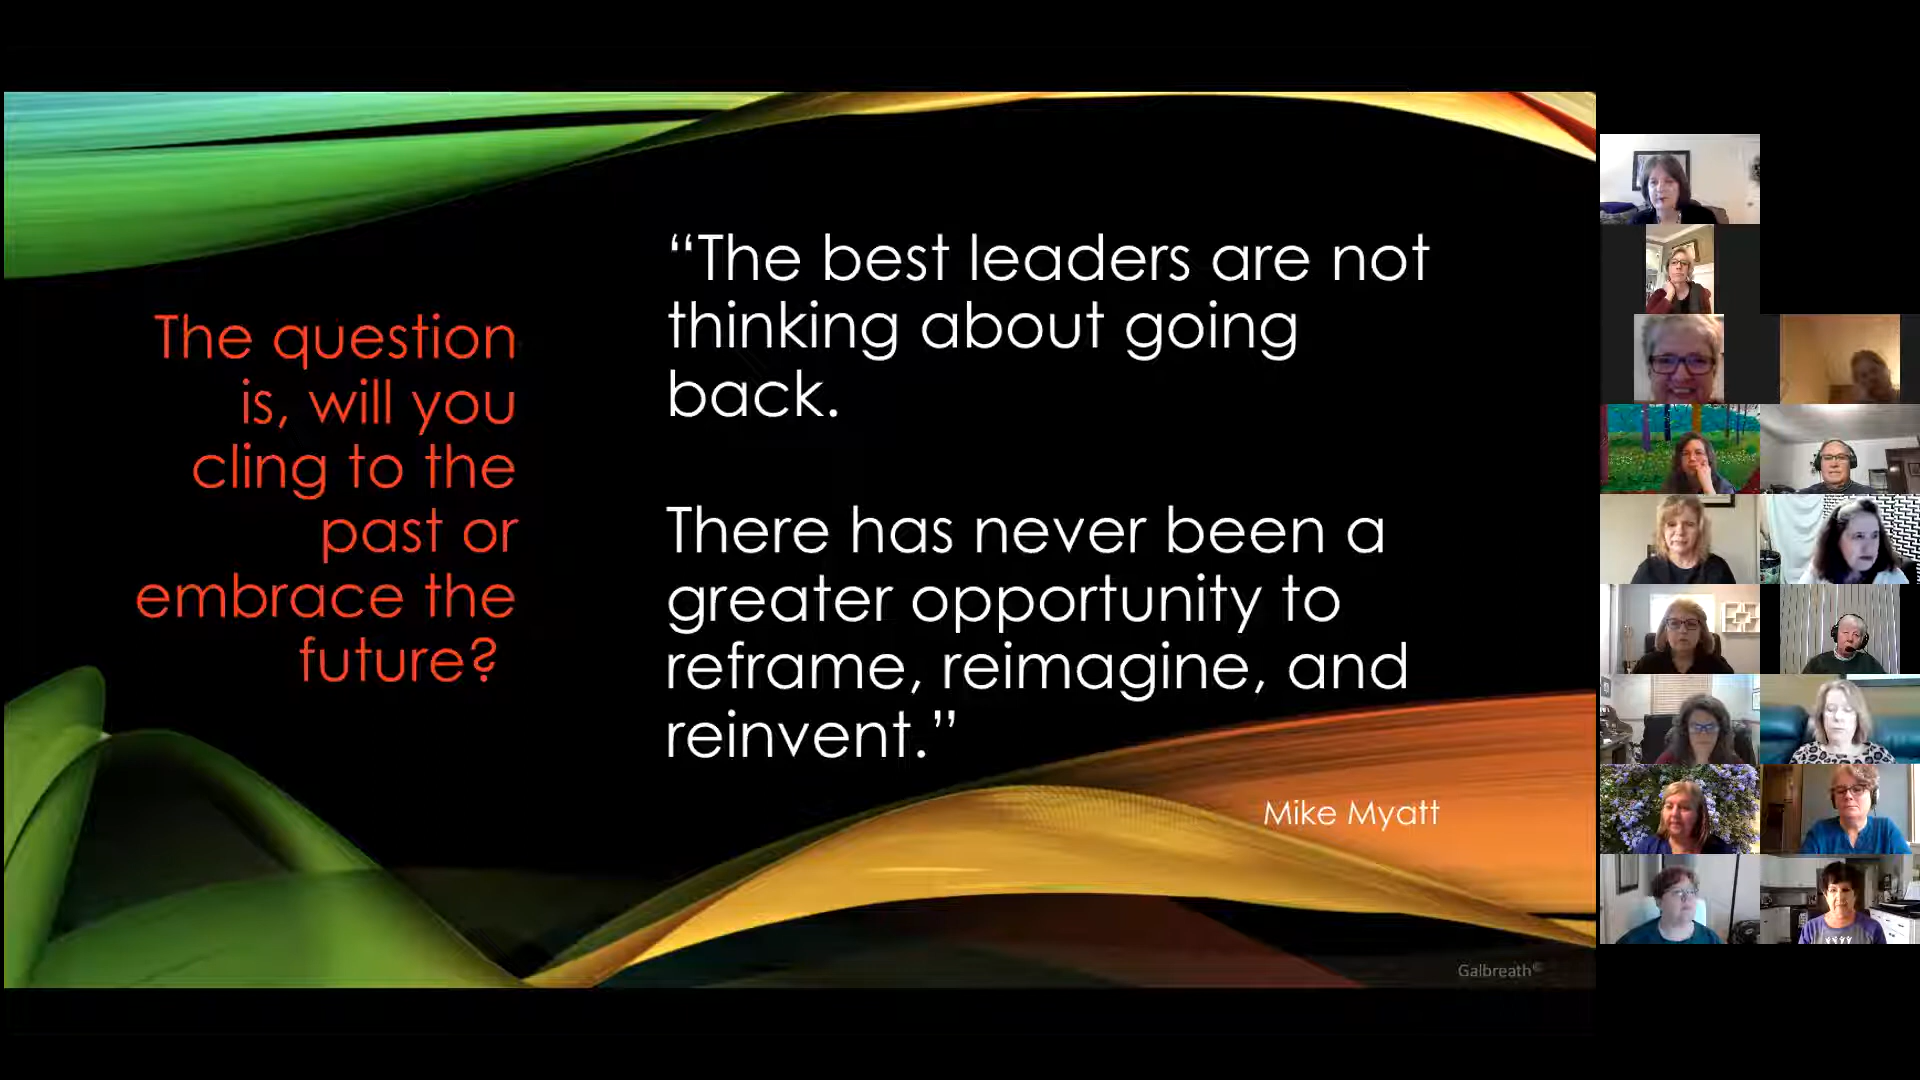 The question
is, will you
cling to the
past or
embrace the
future?
“The best leaders are not
thinking about going
back.
There has never been a
greater opportunity to
reframe, reimagine, and
reinvent.”
Mike Myatt
Galbreath©